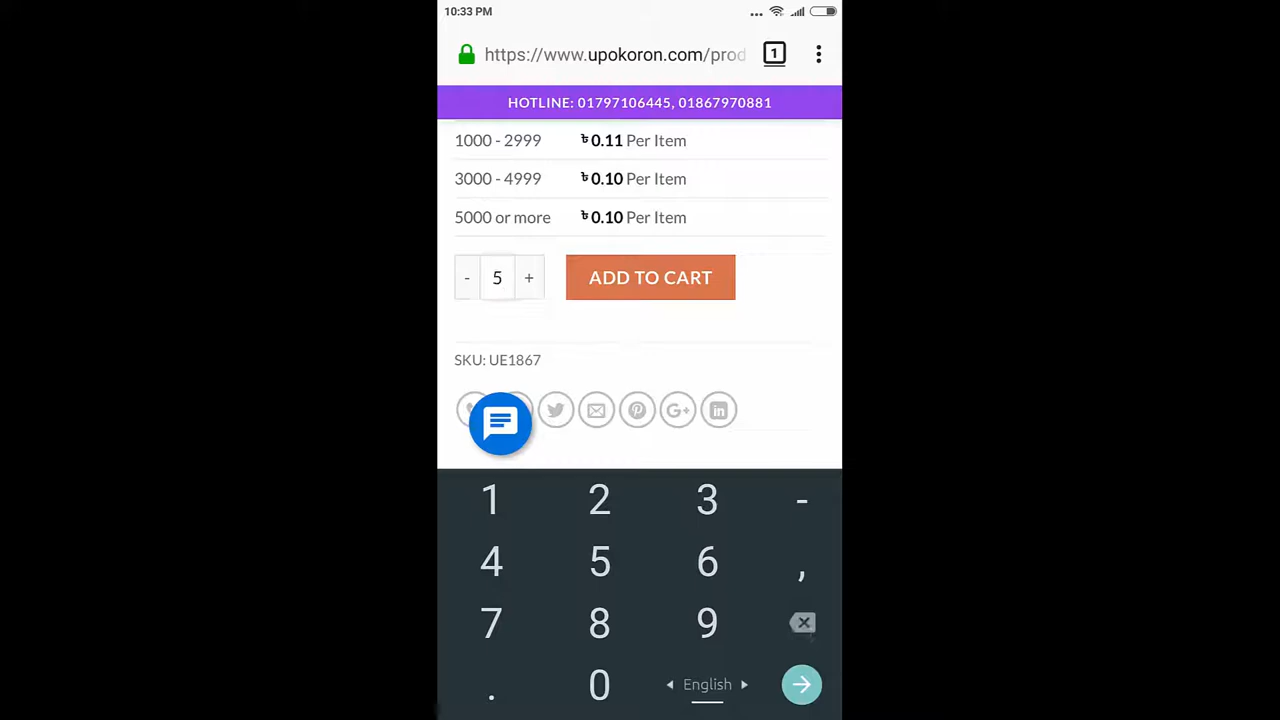 10:33 PM
https://www.upokoron.com/prod
1
HOTLINE: 01797106445, 01867970881
1000 - 2999 ৳ 0.11 Per Item
3000 - 4999 ৳ 0.10 Per Item
5000 or more ৳ 0.10 Per Item
- 5 + ADD TO CART
SKU: UE1867
G+ in
1 2 3 -
4 5 6 ,
7 8 9
. 0 English